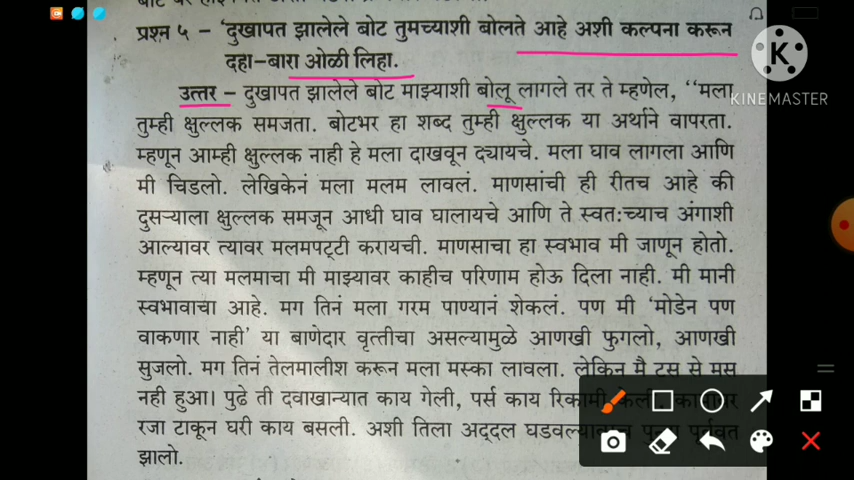 प्रश्न ५ – 'दुखापत झालेले बोट तुमच्याशी बोलते आहे अशी कल्पना करून
दहा-बारा ओळी लिहा.
KINEMASTER
उत्तर – दुखापत झालेले बोट माझ्याशी बोलू लागले तर ते म्हणेल, “मला
तुम्ही क्षुल्लक समजता. बोटभर हा शब्द तुम्ही क्षुल्लक या अर्थाने वापरता.
म्हणून आम्ही क्षुल्लक नाही हे मला दाखवून द्यायचे. मला घाव लागला आणि
मी चिडलो. लेखिकेनं मला मलम लावलं. माणसांची ही रीतच आहे की
दुसऱ्याला क्षुल्लक समजून आधी घाव घालायचे आणि ते स्वत:च्याच अंगाशी
आल्यावर त्यावर मलमपट्टी करायची. माणसाचा हा स्वभाव मी जाणून होतो.
म्हणून त्या मलमाचा मी माझ्यावर काहीच परिणाम होऊ दिला नाही. मी मानी
स्वभावाचा आहे. मग तिनं मला गरम पाण्यानं शेकलं. पण मी 'मोडेन पण
वाकणार नाही' या बाणेदार वृत्तीचा असल्यामुळे आणखी फुगलो, आणखी
सुजलो. मग तिनं तेलमालीश करून मला मस्का लावला. लेकिन मै टस से मस
नही हुआ। पुढे ती दवाखान्यात काय गेली, पर्स काय रिकामी केली,
रजा टाकून घरी काय बसली. अशी तिला अद्दल पूर्ववत
झालो.